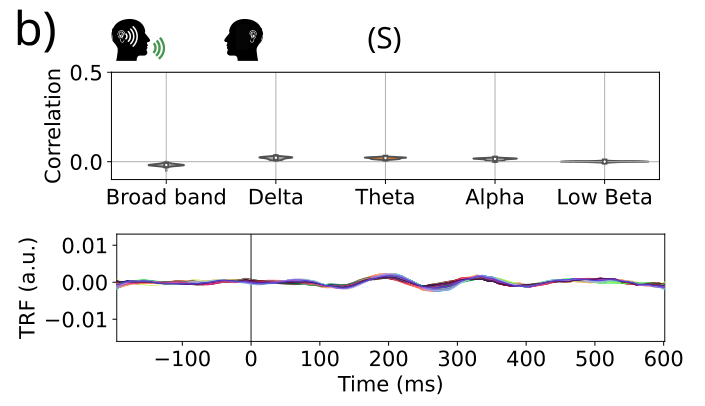 b)
(S)
Correlation
0.5
0.0
Broad band Delta Theta Alpha Low Beta
TRF (a.u.)
0.01
0.00
−0.01
−100 0 100 200 300 400 500 600
Time (ms)